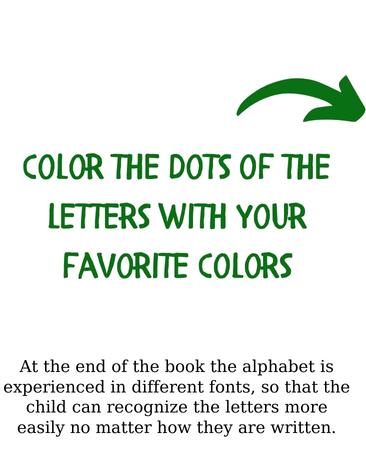 COLOR THE DOTS OF THE
LETTERS WITH YOUR
FAVORITE COLORS
At the end of the book the alphabet is
experienced in different fonts, so that the
child can recognize the letters more
easily no matter how they are written.